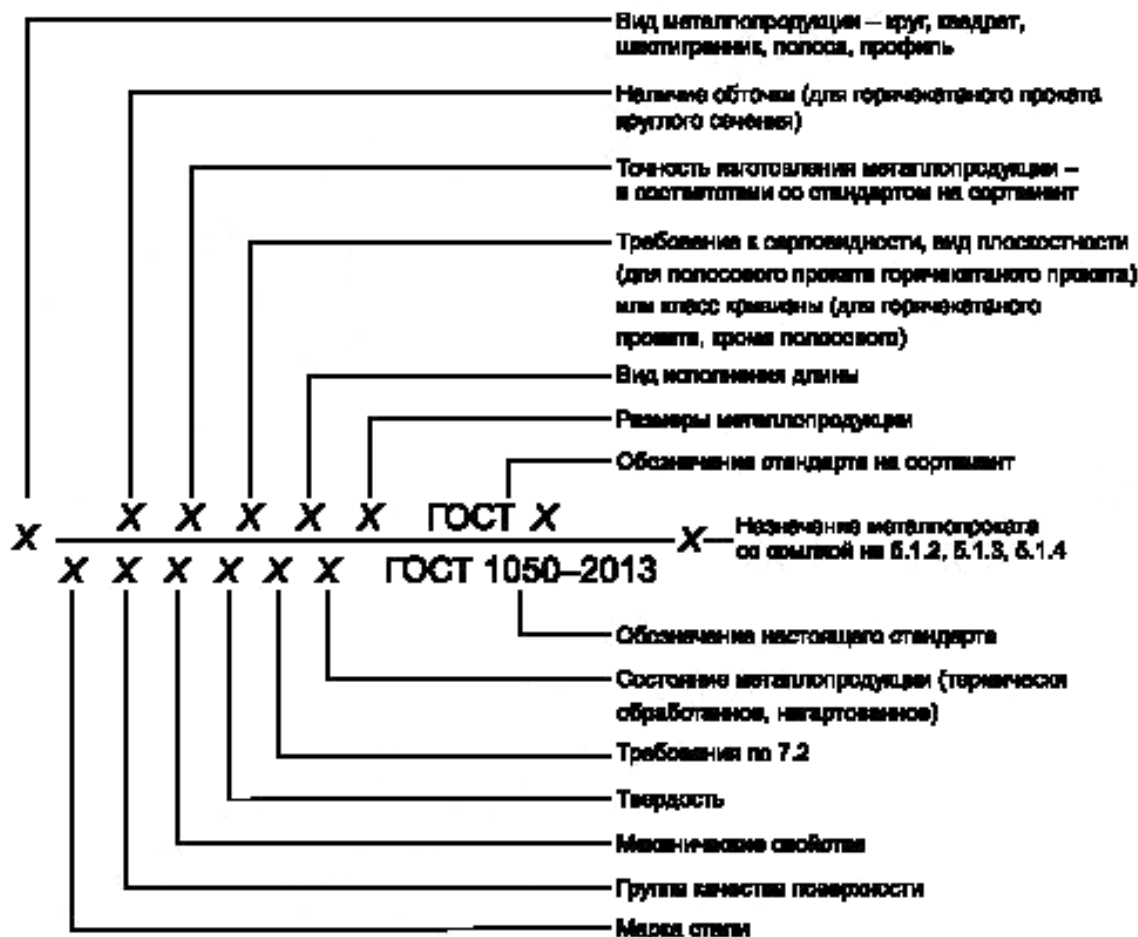 Вид металлопродукции – круг, квадрат,
шестигранник, полоса, профиль
Наличие обточки (для горячекатаного проката
круглого сечения)
Точность изготовления металлопродукции –
в соответствии со стандартом на сортамент
Требование к серповидности, вид плоскостности
(для полосового проката горячекатаного проката)
или класс кривизны (для горячекатаного
проката, кроме полосового)
Вид исполнения длины
Размеры металлопродукции
Обозначение стандарта на сортамент
X X X X X ГОСТ X
X
X Назначение металлопроката
со ссылкой на 5.1.2, 5.1.3, 5.1.4
X X X X X X ГОСТ 1050–2013
Обозначение настоящего стандарта
Состояние металлопродукции (термически
обработанное, нагартованное)
Требования по 7.2
Твердость
Механические свойства
Группа качества поверхности
Марка стали